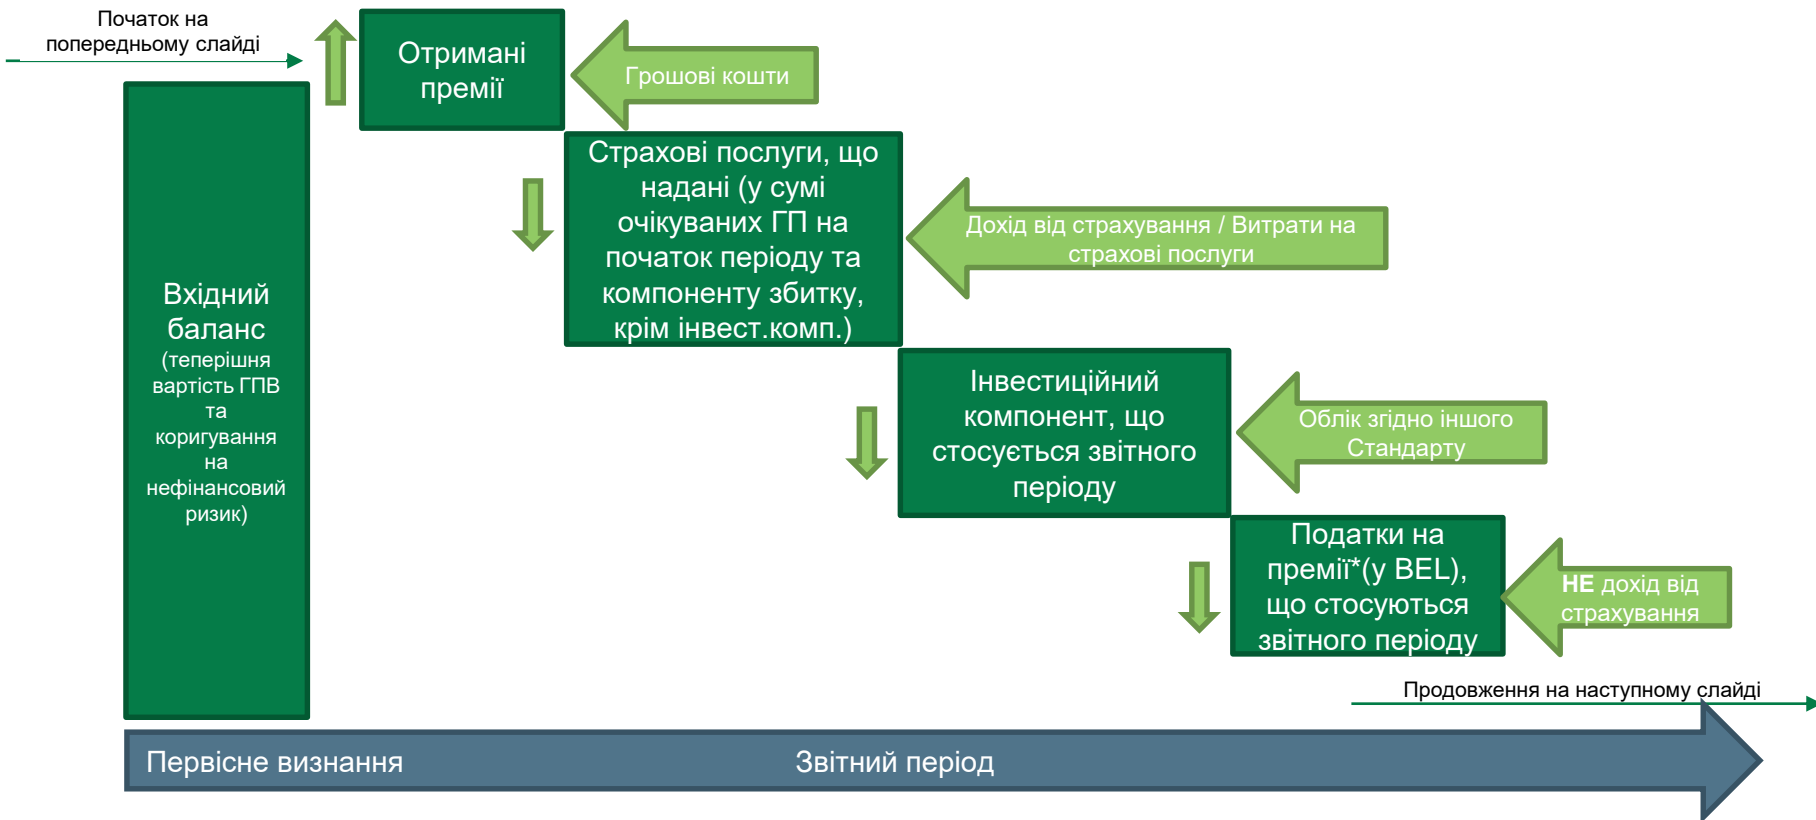 Початок на
попередньому слайді
Отримані
премії
Грошові кошти
Страхові послуги, що
надані (у сумі
очікуваних ГП на
початок періоду та
компоненту збитку,
крім інвест.комп.)
Дохід від страхування / Витрати на
страхові послуги
Вхідний
баланс
(теперішня
вартість ГПВ
та
коригування
на
нефінансовий
ризик)
Інвестиційний
компонент, що
стосується звітного
періоду
Облік згідно іншого
Стандарту
Податки на
премії*(у BEL),
що стосуються
звітного періоду
НЕ дохід від
страхування
Продовження на наступному слайді
Первісне визнання
Звітний період